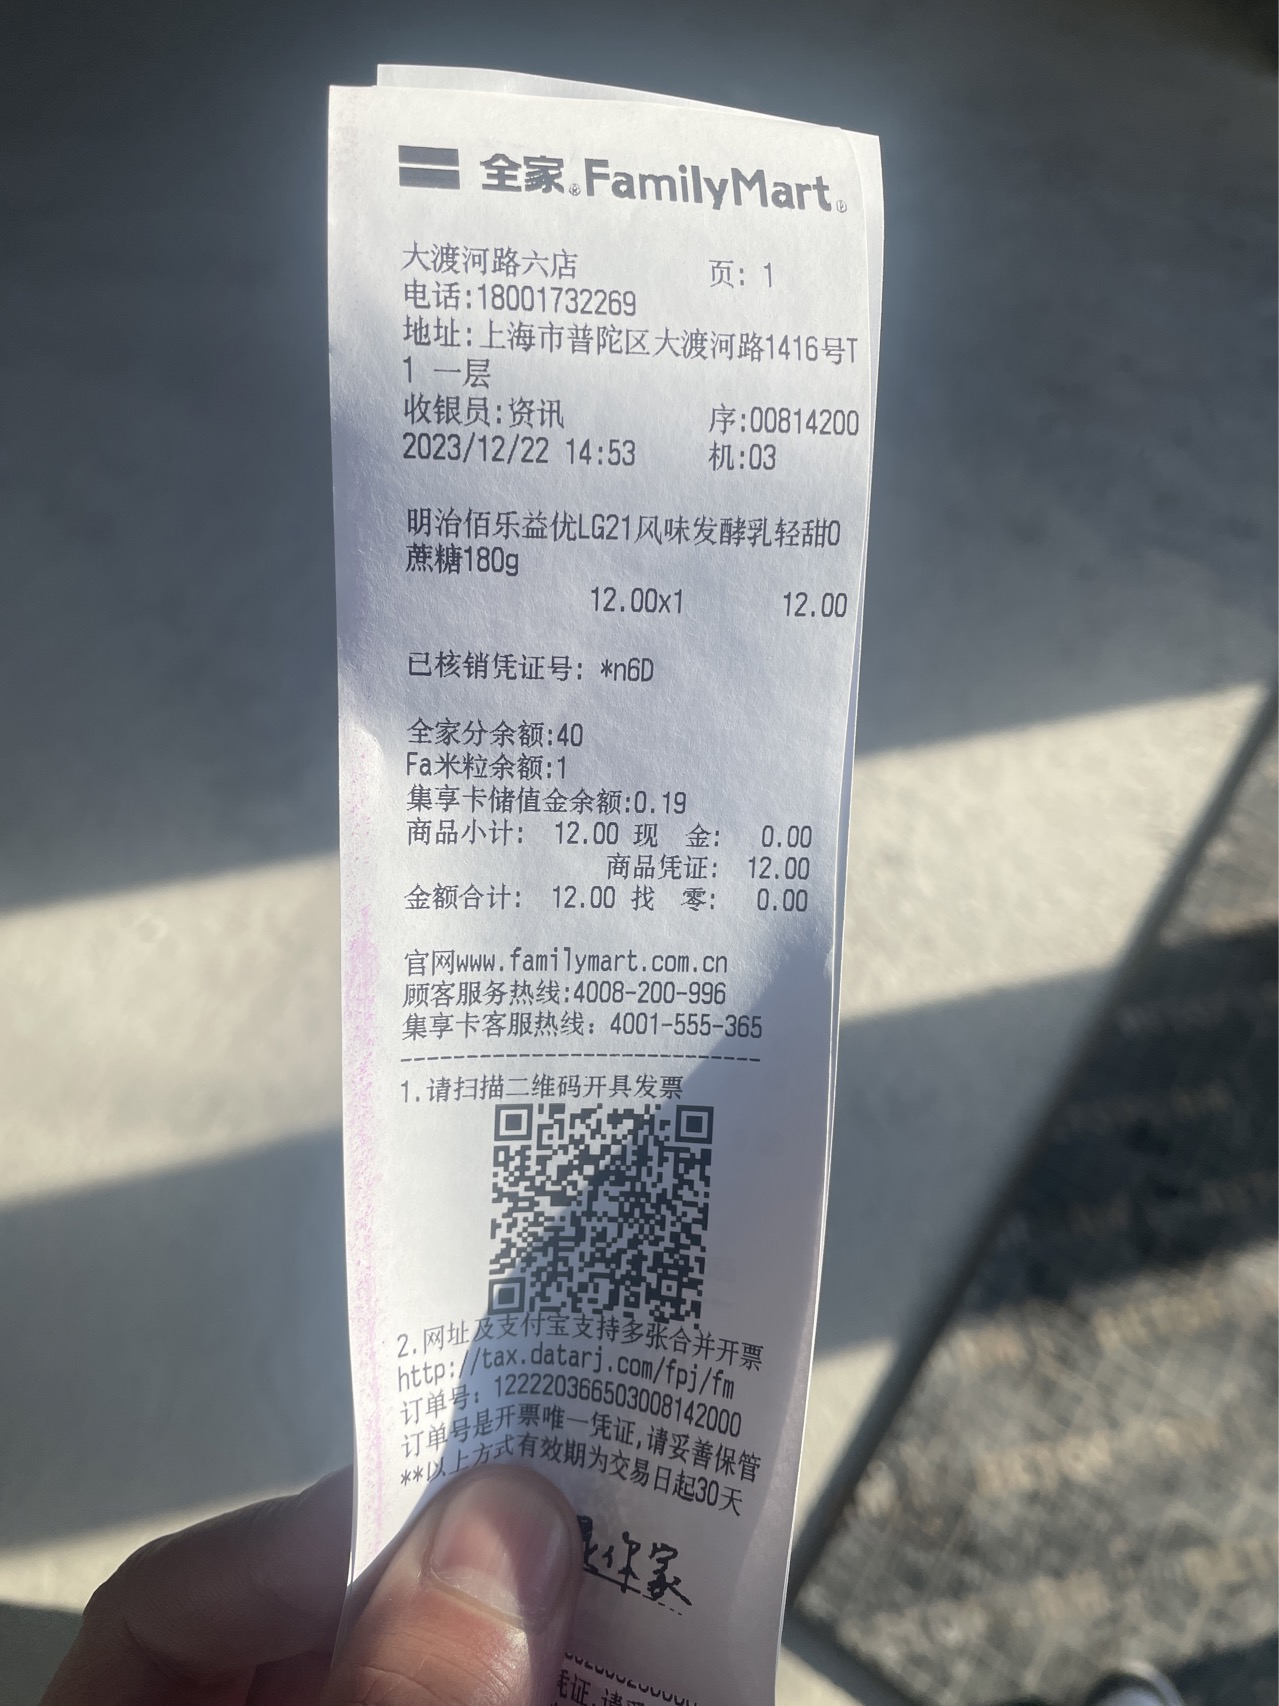 全家®FamilyMart®
大渡河路六店 页: 1
电话:18001732269
地址:上海市普陀区大渡河路1416号T
1 一层
收银员:资讯 序:00814200
2023/12/22 14:53 机:03
明治佰乐益优LG21风味发酵乳轻甜0
蔗糖180g
12.00x1 12.00
已核销凭证号: *n6D
全家分余额:40
Fa米粒余额:1
集享卡储值金余额:0.19
商品小计: 12.00 现 金: 0.00
商品凭证: 12.00
金额合计: 12.00 找 零: 0.00
官网www.familymart.com.cn
顾客服务热线:4008-200-996
集享卡客服热线: 4001-555-365
--------------------------------
1.请扫描二维码开具发票
2.网址及支付宝支持多张合并开票
http://tax.datarj.com/fpj/fm
订单号: 122220366503008142000
订单号是开票唯一凭证,请妥善保管
**以上方式有效期为交易日起30天
你家
凭证,请